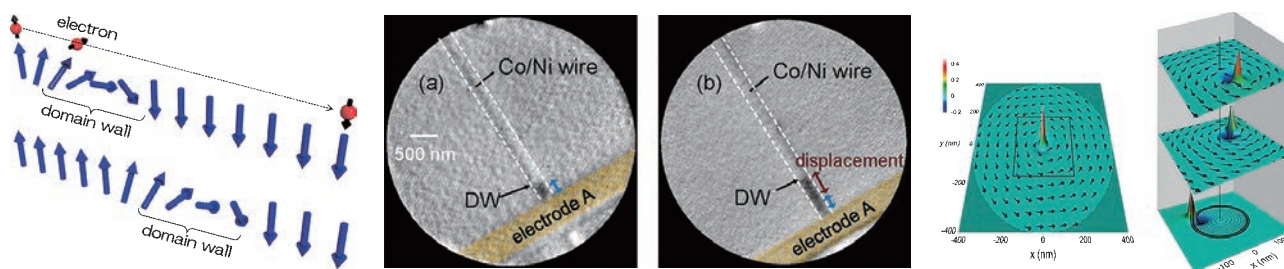 electron
domain wall
domain wall
(a)
Co/Ni wire
500 nm
DW
electrode A
(b)
Co/Ni wire
displacement
DW
electrode A
0.4
0.2
0
-0.2
400
200
y (nm)
0
-200
-400
-400
-200
0
200
400
x (nm)
-100
0
100
x (nm)